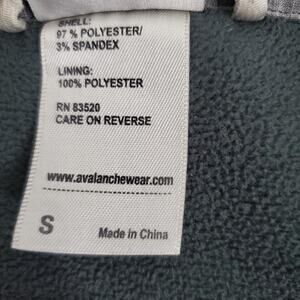 SHELL:
97 % POLYESTER/
3% SPANDEX
LINING:
100% POLYESTER
RN 83520
CARE ON REVERSE
www.avalanchewear.com
S
Made in China